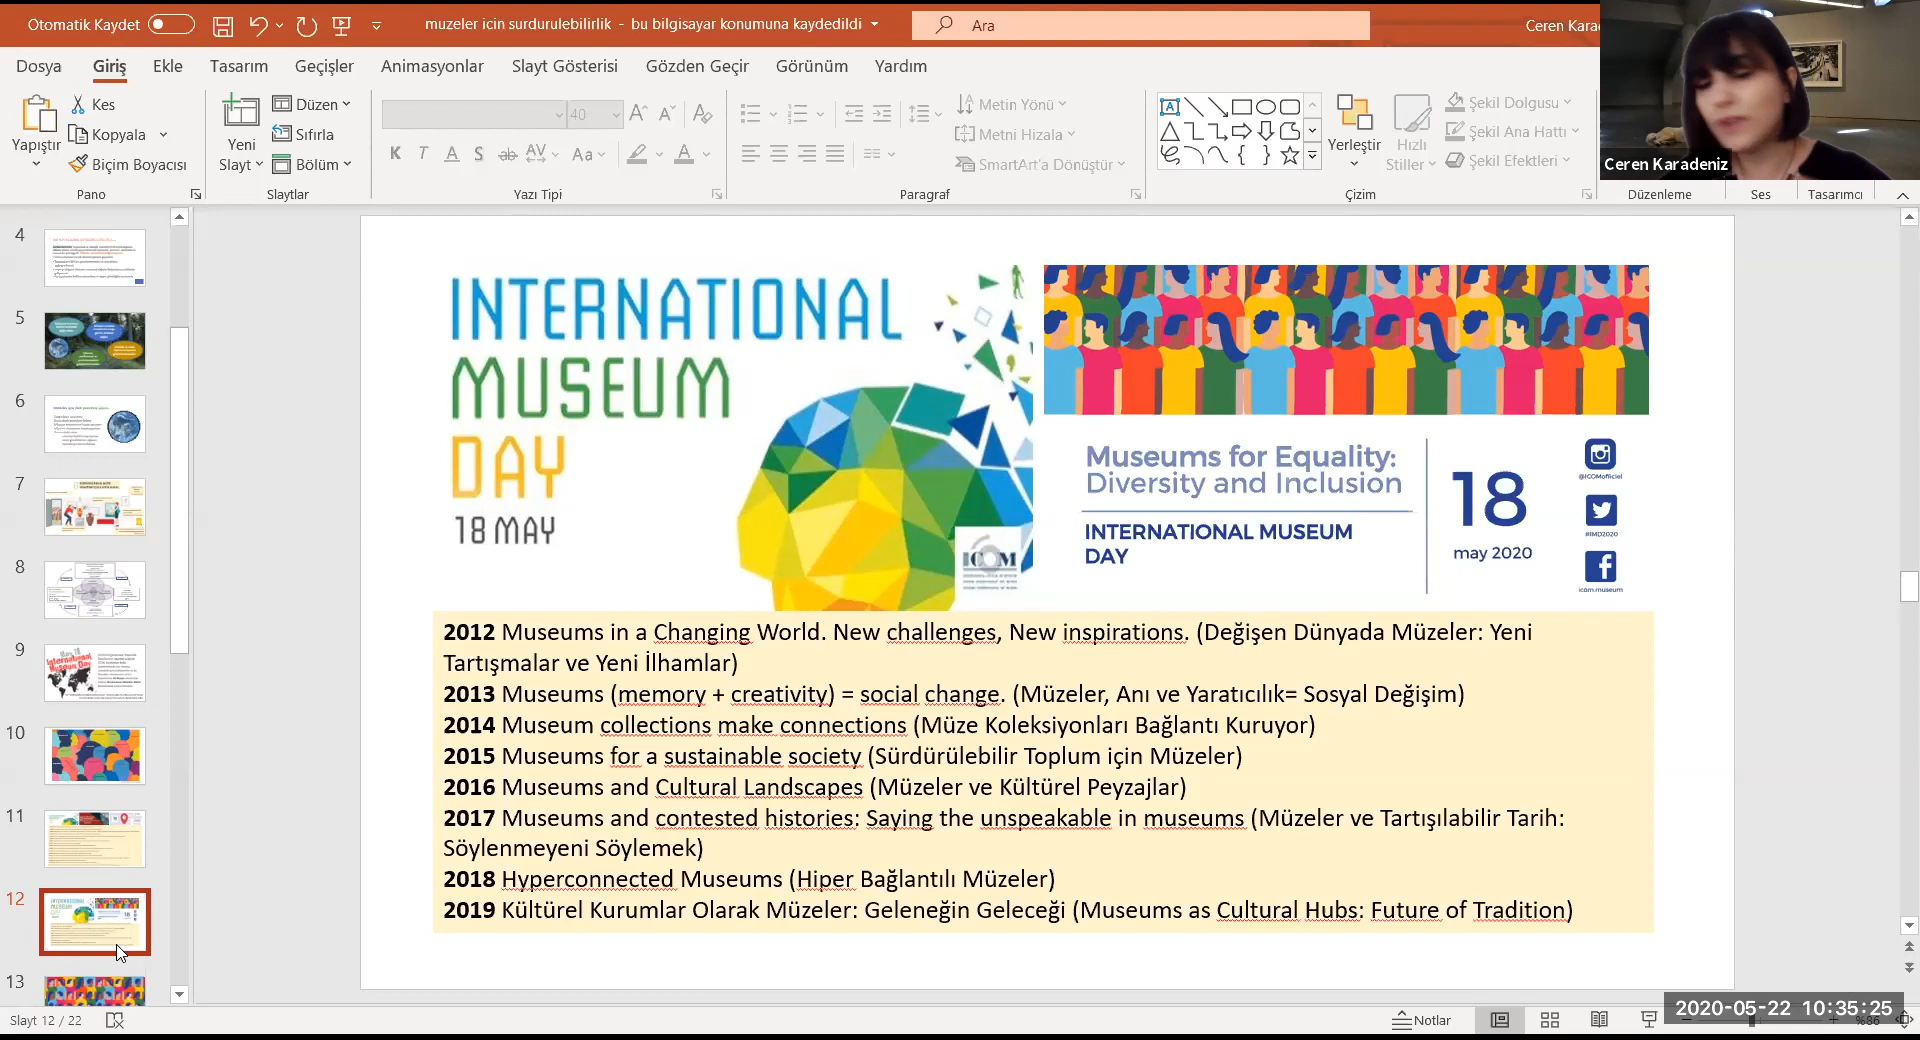 Otomatik Kaydet
muzeler icin surdurulebilirlik - bu bilgisayar konumuna kaydedildi
Ara
Ceren Kara
Dosya Giriş Ekle Tasarım Geçişler Animasyonlar Slayt Gösterisi Gözden Geçir Görünüm Yardım
Yapıştır
Kes
Kopyala
Biçim Boyacısı
Pano
Yeni
Slayt
Düzen
Sıfırla
Bölüm
Slaytlar
40
K T A S ab AV Aa A
Yazı Tipi
Metin Yönü
Metni Hizala
SmartArt'a Dönüştür
Paragraf
Yerleştir
Hızlı
Stiller
Şekil Dolgusu
Şekil Ana Hattı
Şekil Efektleri
Çizim
Düzenleme
Ses
Tasarımcı
Ceren Karadeniz
4
5
6
7
8
9
10
11
12
13
INTERNATIONAL
MUSEUM
DAY
18 MAY
ICOM
Museums for Equality:
Diversity and Inclusion
INTERNATIONAL MUSEUM
DAY
18
may 2020
@ICOMofficiel
#IMD2020
icom.museum
2012 Museums in a Changing World. New challenges, New inspirations. (Değişen Dünyada Müzeler: Yeni
Tartışmalar ve Yeni İlhamlar)
2013 Museums (memory + creativity) = social change. (Müzeler, Anı ve Yaratıcılık= Sosyal Değişim)
2014 Museum collections make connections (Müze Koleksiyonları Bağlantı Kuruyor)
2015 Museums for a sustainable society (Sürdürülebilir Toplum için Müzeler)
2016 Museums and Cultural Landscapes (Müzeler ve Kültürel Peyzajlar)
2017 Museums and contested histories: Saying the unspeakable in museums (Müzeler ve Tartışılabilir Tarih:
Söylenmeyeni Söylemek)
2018 Hyperconnected Museums (Hiper Bağlantılı Müzeler)
2019 Kültürel Kurumlar Olarak Müzeler: Geleneğin Geleceği (Museums as Cultural Hubs: Future of Tradition)
Slayt 12 / 22
Notlar
2020-05-22 10:35:25
%86